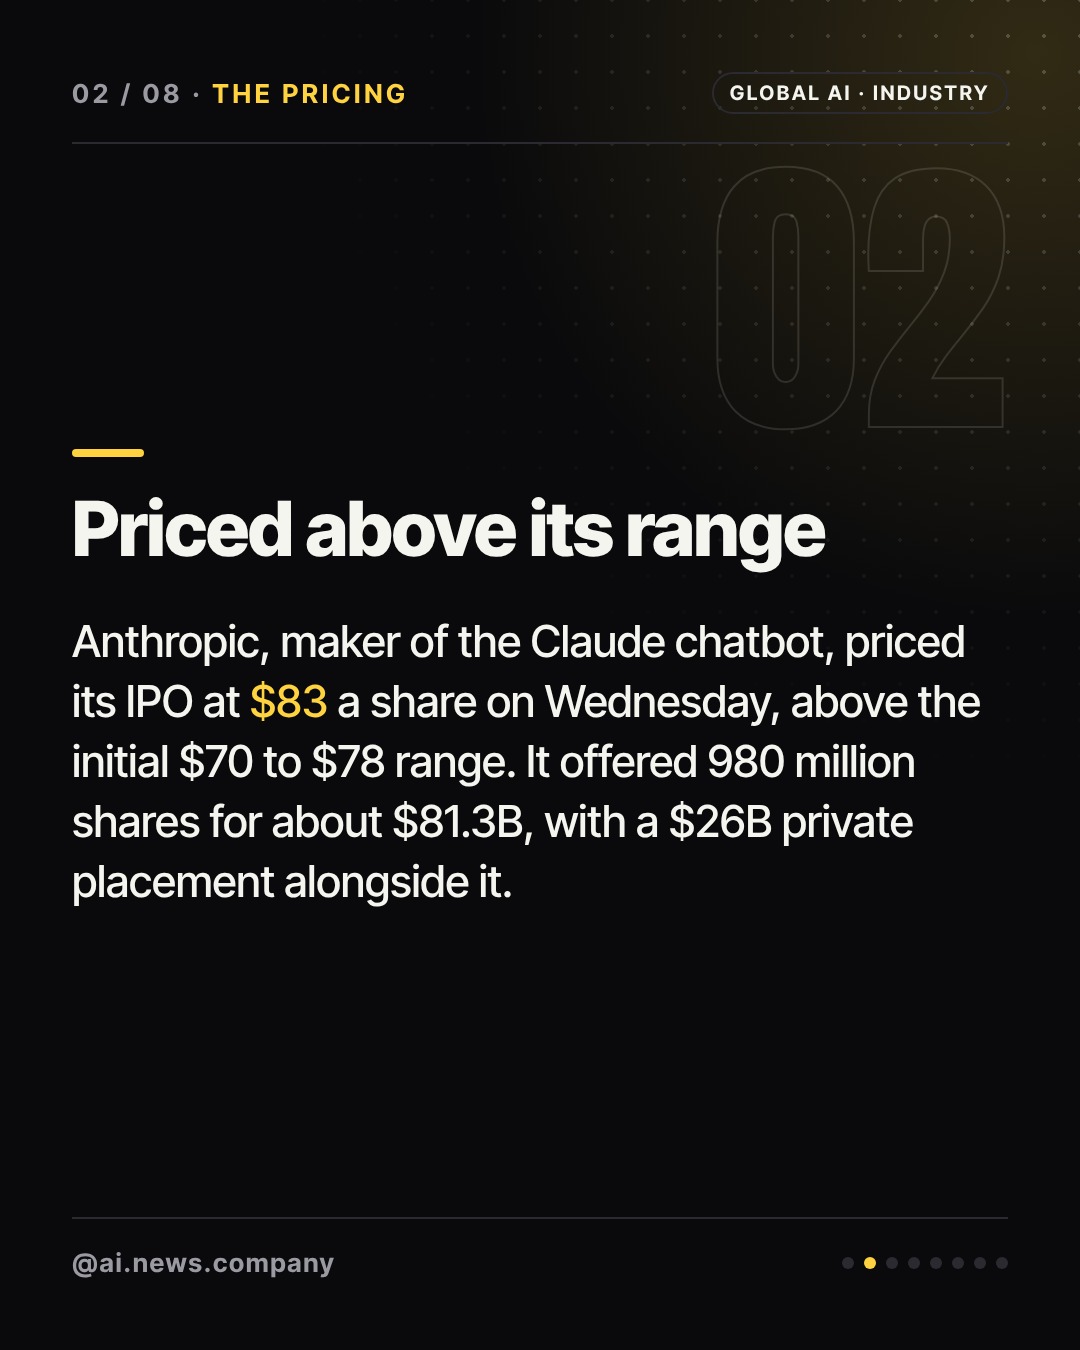 02 / 08 · THE PRICING
GLOBAL AI · INDUSTRY
02
Priced above its range
Anthropic, maker of the Claude chatbot, priced
its IPO at $83 a share on Wednesday, above the
initial $70 to $78 range. It offered 980 million
shares for about $81.3B, with a $26B private
placement alongside it.
@ai.news.company